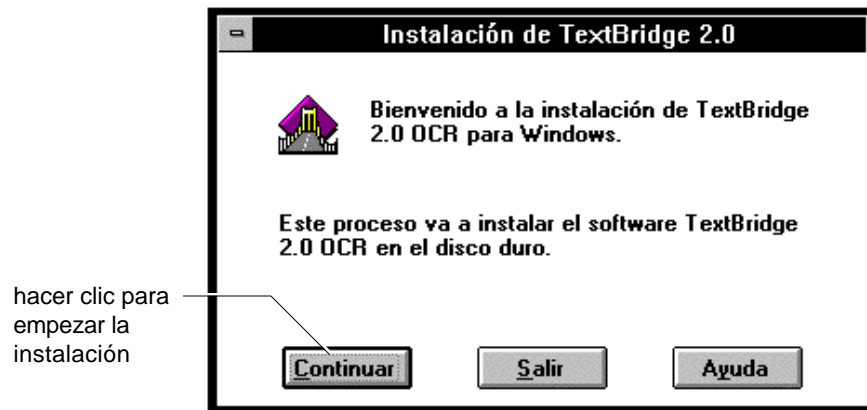 Instalación de TextBridge 2.0
Bienvenido a la instalación de TextBridge
2.0 OCR para Windows.
Este proceso va a instalar el software TextBridge
2.0 OCR en el disco duro.
hacer clic para
empezar la
instalación
Continuar
Salir
Ayuda